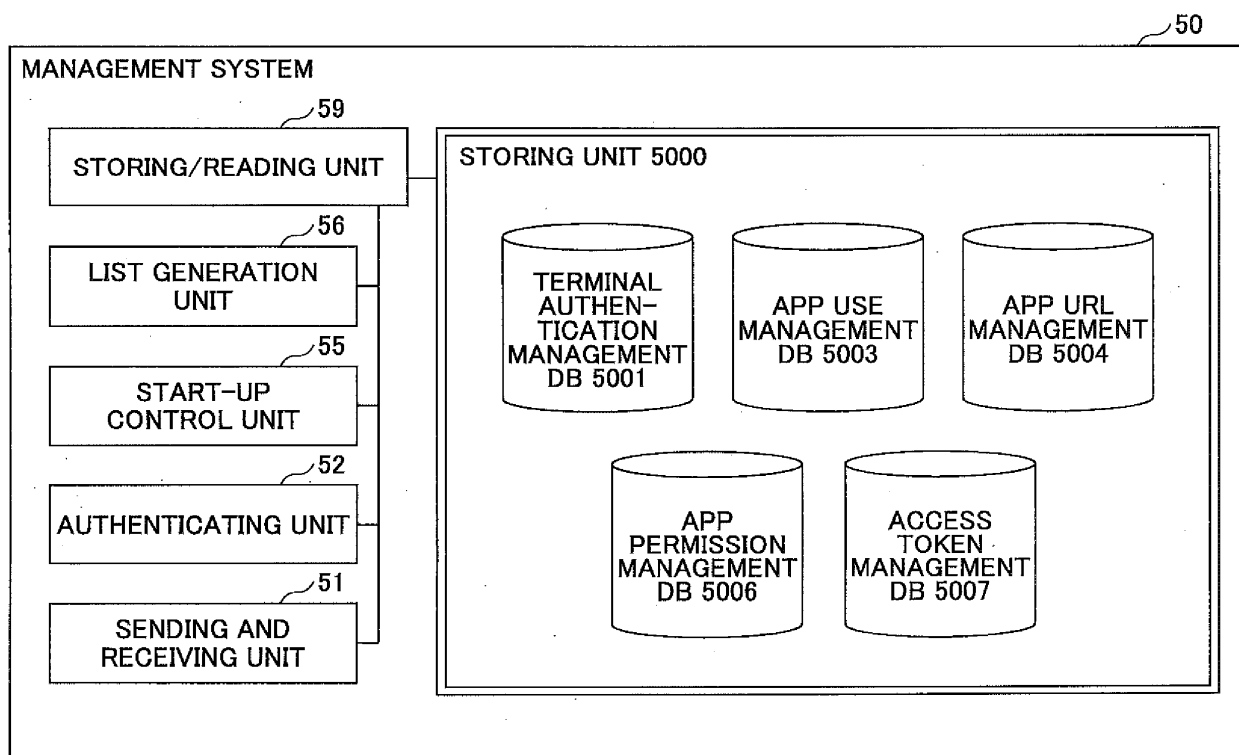 50
MANAGEMENT SYSTEM
59
STORING/READING UNIT
56
LIST GENERATION
UNIT
55
START-UP
CONTROL UNIT
52
AUTHENTICATING UNIT
51
SENDING AND
RECEIVING UNIT
STORING UNIT 5000
TERMINAL
AUTHEN-
TICATION
MANAGEMENT
DB 5001
APP USE
MANAGEMENT
DB 5003
APP URL
MANAGEMENT
DB 5004
APP
PERMISSION
MANAGEMENT
DB 5006
ACCESS
TOKEN
MANAGEMENT
DB 5007